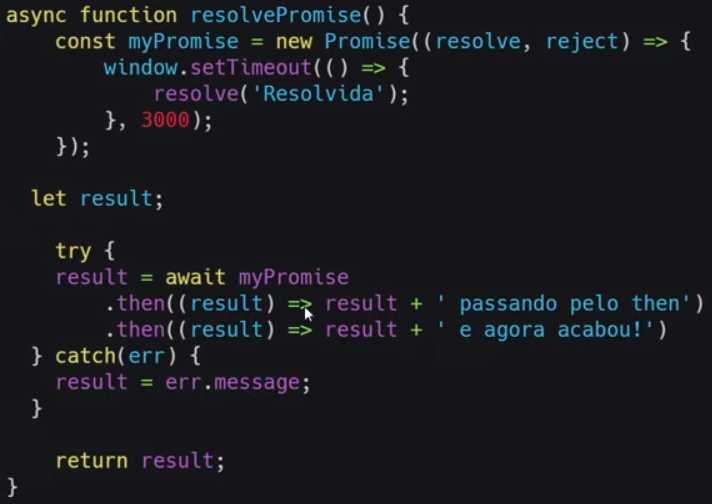 async function resolvePromise() {
    const myPromise = new Promise((resolve, reject) => {
        window.setTimeout(() => {
            resolve('Resolvida');
        }, 3000);
    });
  let result;
    try {
    result = await myPromise
        .then((result) => result + ' passando pelo then')
        .then((result) => result + ' e agora acabou!')
  } catch(err) {
    result = err.message;
  }
    return result;
}